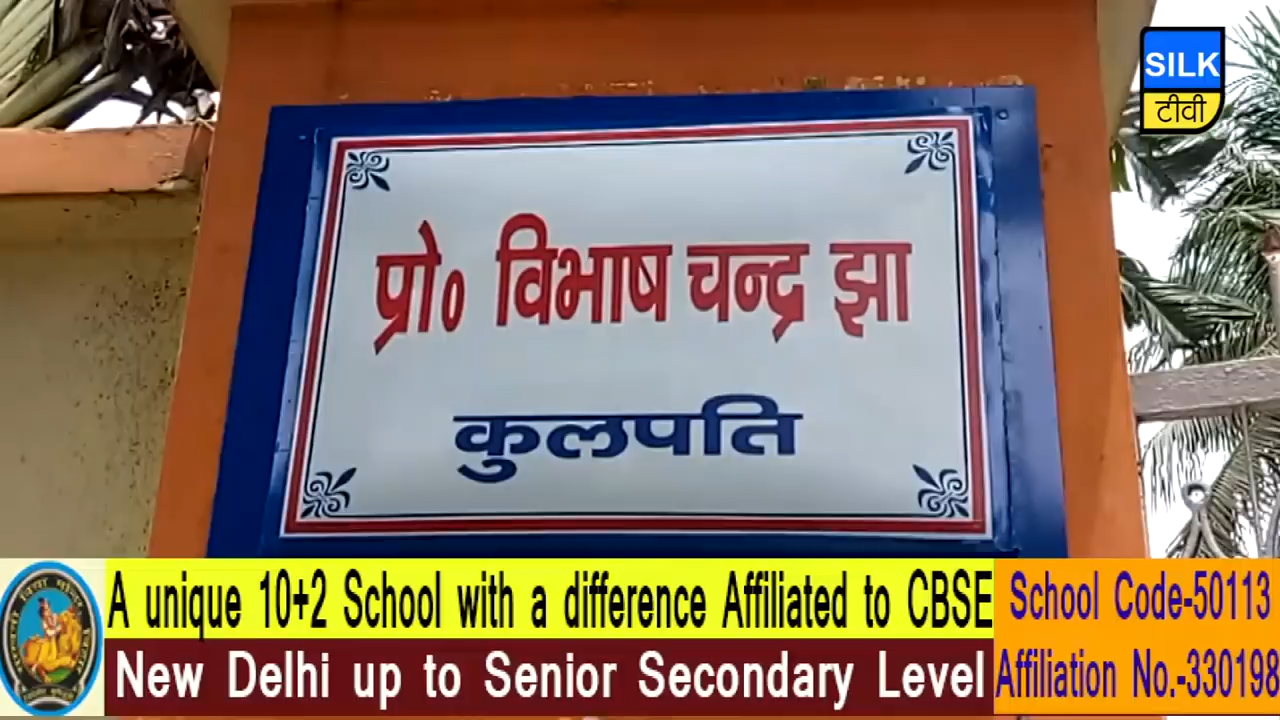 SILK
टीवी
प्रो० विभाष चन्द्र झा
कुलपति
A unique 10+2 School with a difference Affiliated to CBSE
New Delhi up to Senior Secondary Level
School Code-50113
Affiliation No.-330198